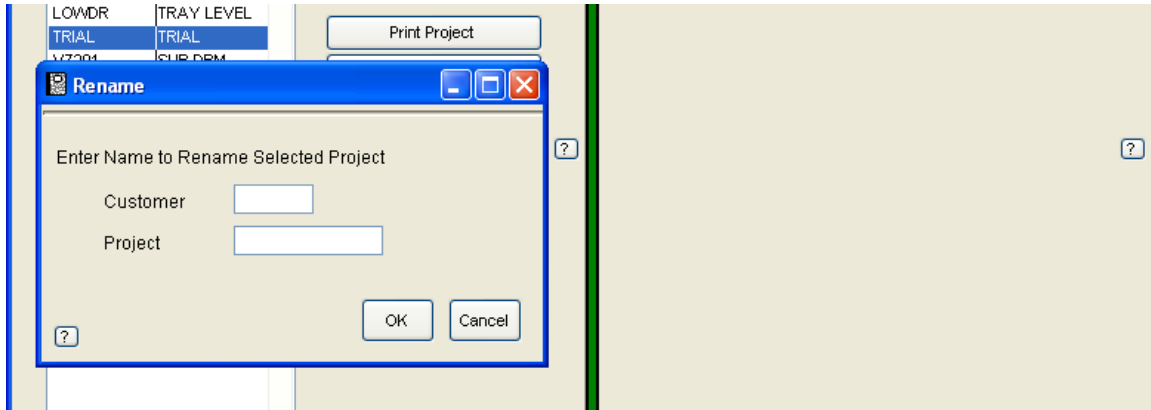 LOWDR TRAY LEVEL
TRIAL TRIAL
Print Project
Rename
Enter Name to Rename Selected Project
?
?
Customer
Project
OK Cancel
?